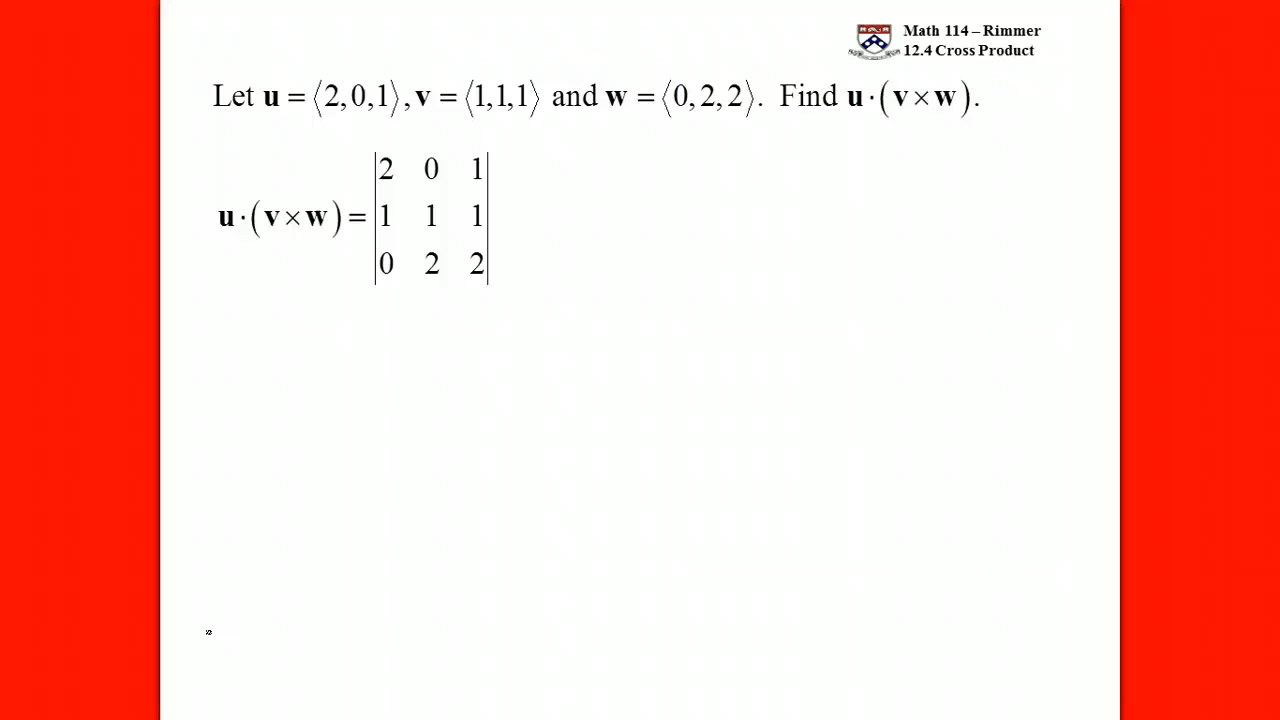 Math 114 – Rimmer
12.4 Cross Product
Let u = ⟨2,0,1⟩, v = ⟨1,1,1⟩ and w = ⟨0,2,2⟩. Find u·(v×w).
2 0 1
u·(v×w) = |1 1 1|
0 2 2